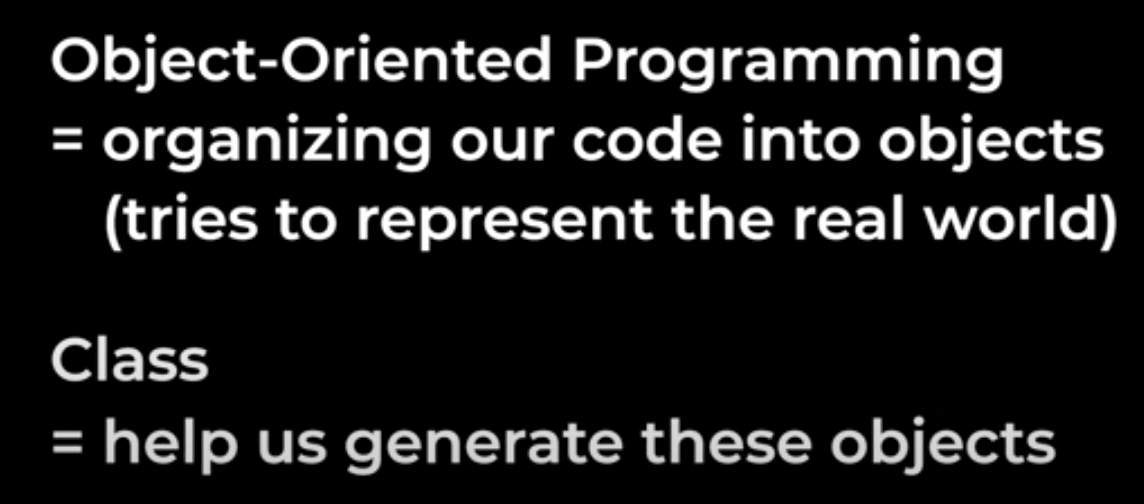 Object-Oriented Programming
= organizing our code into objects
(tries to represent the real world)
Class
= help us generate these objects